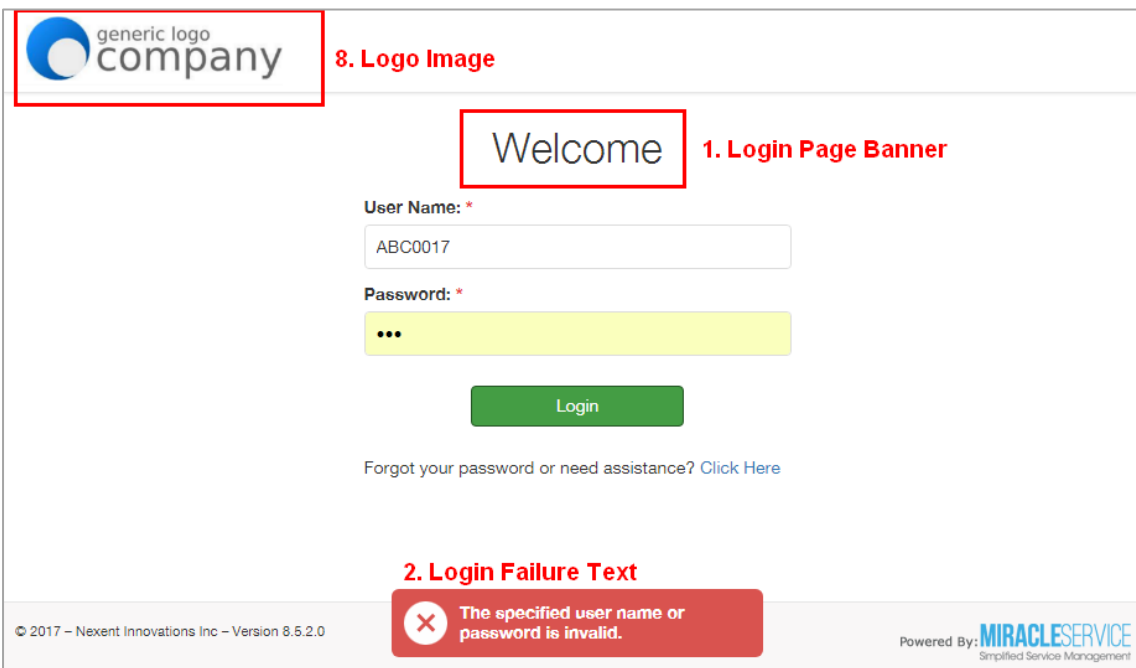 generic logo
company
8. Logo Image
Welcome
1. Login Page Banner
User Name: *
ABC0017
Password: *
•••
Login
Forgot your password or need assistance? Click Here
2. Login Failure Text
The specified user name or
password is invalid.
© 2017 – Nexent Innovations Inc – Version 8.5.2.0
Powered By: MIRACLESERVICE
Simplified Service Management